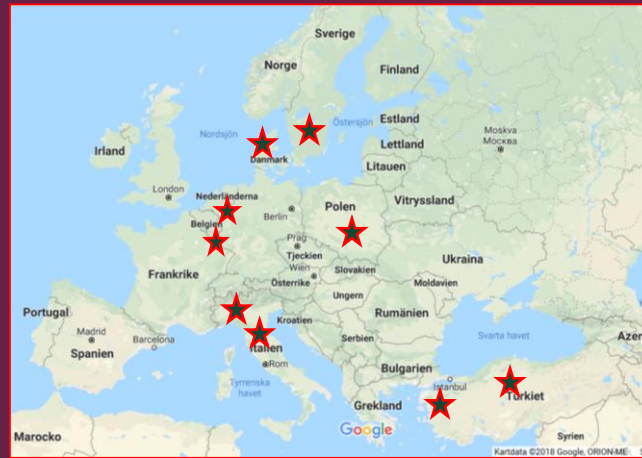 Sverige
Norge
Finland
Estland
Nordsjön
Östersjön
Lettland
Danmark
Moskva
Москва
Irland
Litauen
London
Nederländerna
Vitryssland
Berlin
Polen
Belgien
Prag
Tjeckien
Ukraina
Wien
Slovakien
Frankrike
Österrike
Moldavien
Ungern
Rumänien
Portugal
Kroatien
Madrid
Barcelona
Serbien
Svarta havet
Azer
Spanien
Italien
Rom
Bulgarien
Tyrrenska
havet
Istanbul
Turkiet
Grekland
Google
Marocko
Syrien
Kartdata ©2018 Google, ORION-ME